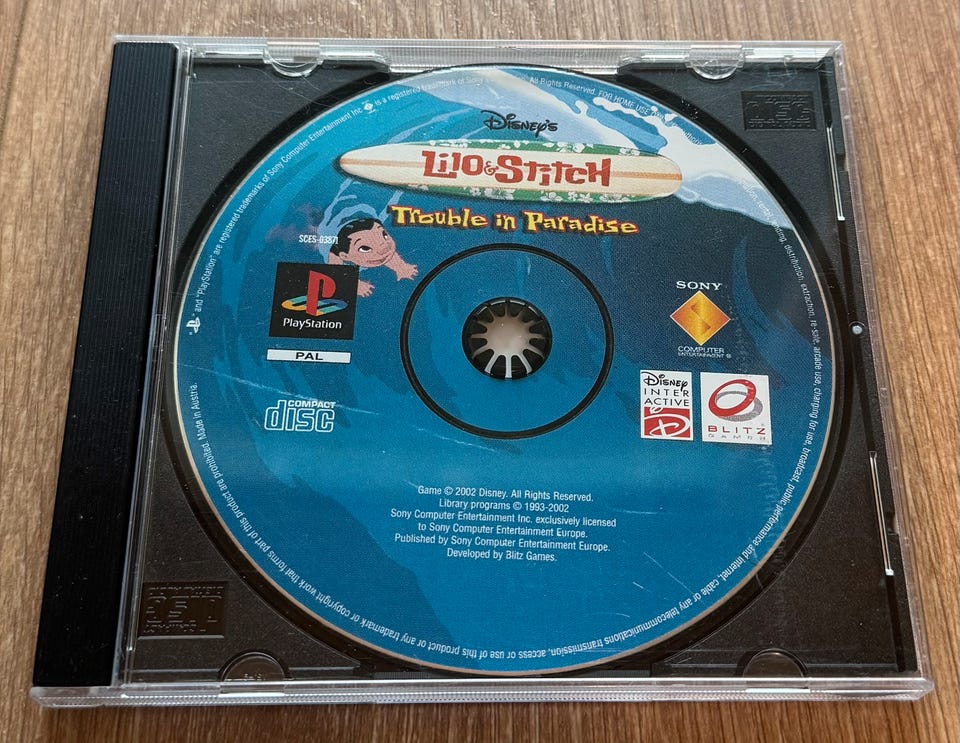 DISNEY'S
LILO & STITCH
Trouble in Paradise
SCES-03871
PlayStation
PAL
COMPACT
disc
SONY
COMPUTER
ENTERTAINMENT
DISNEY
INTER
ACTIVE
BLITZ
GAMES
Game © 2002 Disney. All Rights Reserved.
Library programs © 1993-2002
Sony Computer Entertainment Inc. exclusively licensed
to Sony Computer Entertainment Europe.
Published by Sony Computer Entertainment Europe.
Developed by Blitz Games.
and "PlayStation" are registered trademarks of Sony Computer Entertainment Inc. is a registered trademark of Sony
All Rights Reserved. FOR HOME USE
lending, distribution, extraction, re-sale, arcade use, charging for use, broadcast, public performance and internet, cable or any telecommunications transmission, access or use of this product or any trademark or copyright work that forms part of this product are prohibited. Made in Austria.